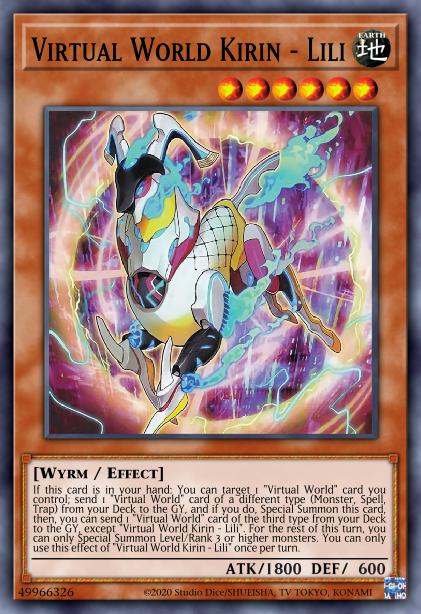 VIRTUAL WORLD KIRIN - LILI
EARTH
地
[WYRM / EFFECT]
If this card is in your hand: You can target 1 "Virtual World" card you
control; send 1 "Virtual World" card of a different type (Monster, Spell,
Trap) from your Deck to the GY, and if you do, Special Summon this card,
then, you can send 1 "Virtual World" card of the third type from your Deck
to the GY, except "Virtual World Kirin - Lili". For the rest of this turn, you
can only Special Summon Level/Rank 3 or higher monsters. You can only
use this effect of "Virtual World Kirin - Lili" once per turn.
ATK/1800 DEF/ 600
49966326
©2020 Studio Dice/SHUEISHA, TV TOKYO, KONAMI